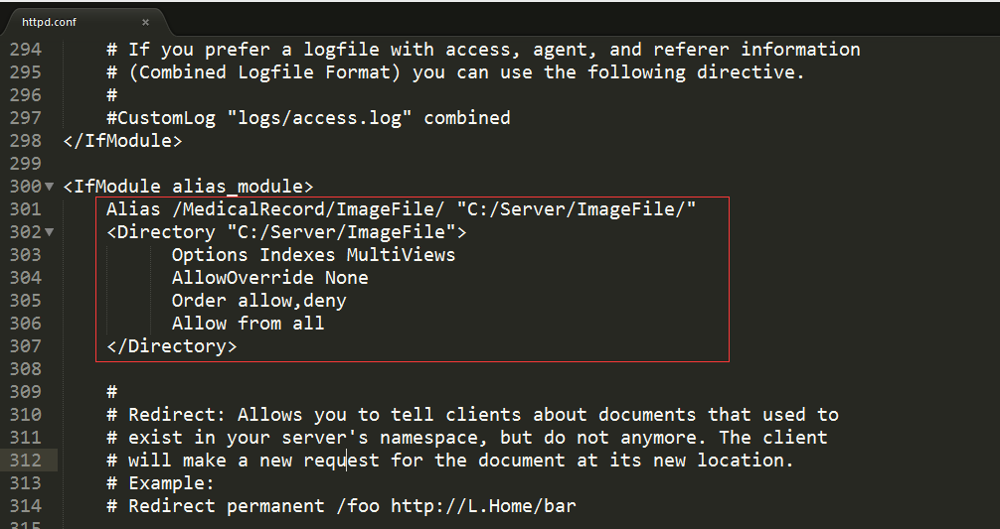 httpd.conf ×
294 # If you prefer a logfile with access, agent, and referer information
295 # (Combined Logfile Format) you can use the following directive.
296 #
297 #CustomLog "logs/access.log" combined
298 </IfModule>
299
300 <IfModule alias_module>
301 Alias /MedicalRecord/ImageFile/ "C:/Server/ImageFile/"
302 <Directory "C:/Server/ImageFile">
303 Options Indexes MultiViews
304 AllowOverride None
305 Order allow,deny
306 Allow from all
307 </Directory>
308
309 #
310 # Redirect: Allows you to tell clients about documents that used to
311 # exist in your server's namespace, but do not anymore. The client
312 # will make a new request for the document at its new location.
313 # Example:
314 # Redirect permanent /foo http://L.Home/bar
315